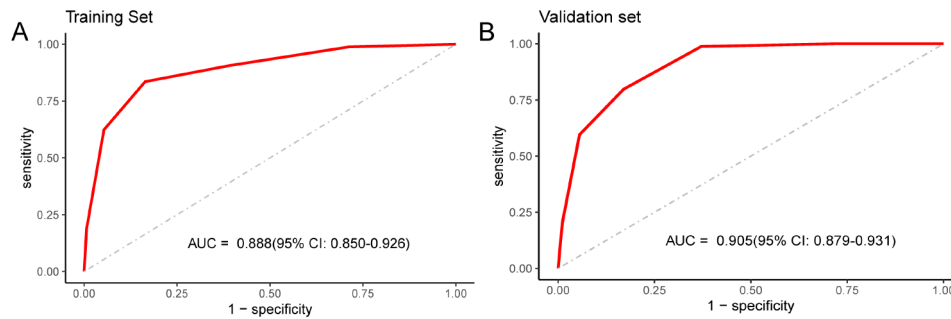 A
Training Set
1.00
0.75
0.50
0.25
0.00
sensitivity
AUC =  0.888(95% CI: 0.850-0.926)
0.00 0.25 0.50 0.75 1.00
1 − specificity
B
Validation set
1.00
0.75
0.50
0.25
0.00
sensitivity
AUC =  0.905(95% CI: 0.879-0.931)
0.00 0.25 0.50 0.75 1.00
1 − specificity